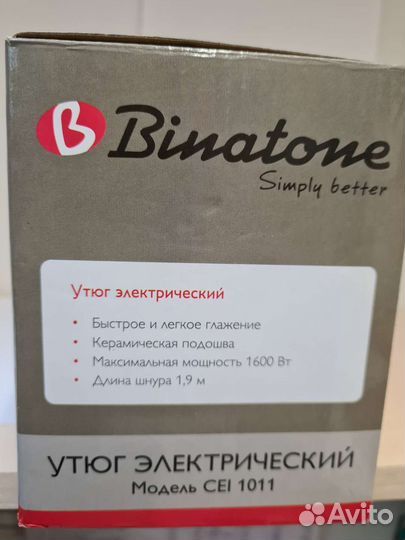 B Binatone
Simply better
Утюг электрический
• Быстрое и легкое глажение
• Керамическая подошва
• Максимальная мощность 1600 Вт
• Длина шнура 1,9 м
УТЮГ ЭЛЕКТРИЧЕСКИЙ
Модель CEI 1011
Avito